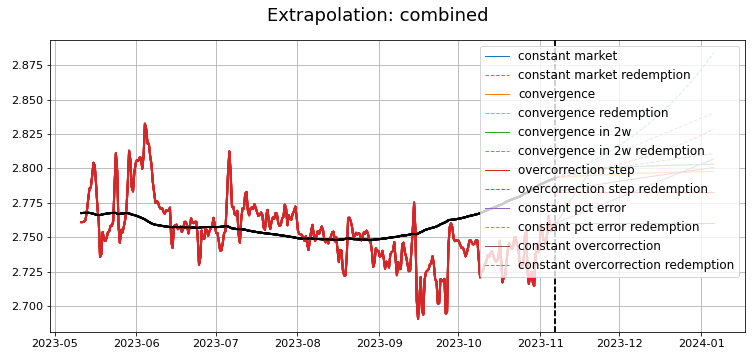 Extrapolation: combined
2.875
2.850
2.825
2.800
2.775
2.750
2.725
2.700
2023-05
2023-06
2023-07
2023-08
2023-09
2023-10
2023-11
2023-12
2024-01
constant market
constant market redemption
convergence
convergence redemption
convergence in 2w
convergence in 2w redemption
overcorrection step
overcorrection step redemption
constant pct error
constant pct error redemption
constant overcorrection
constant overcorrection redemption